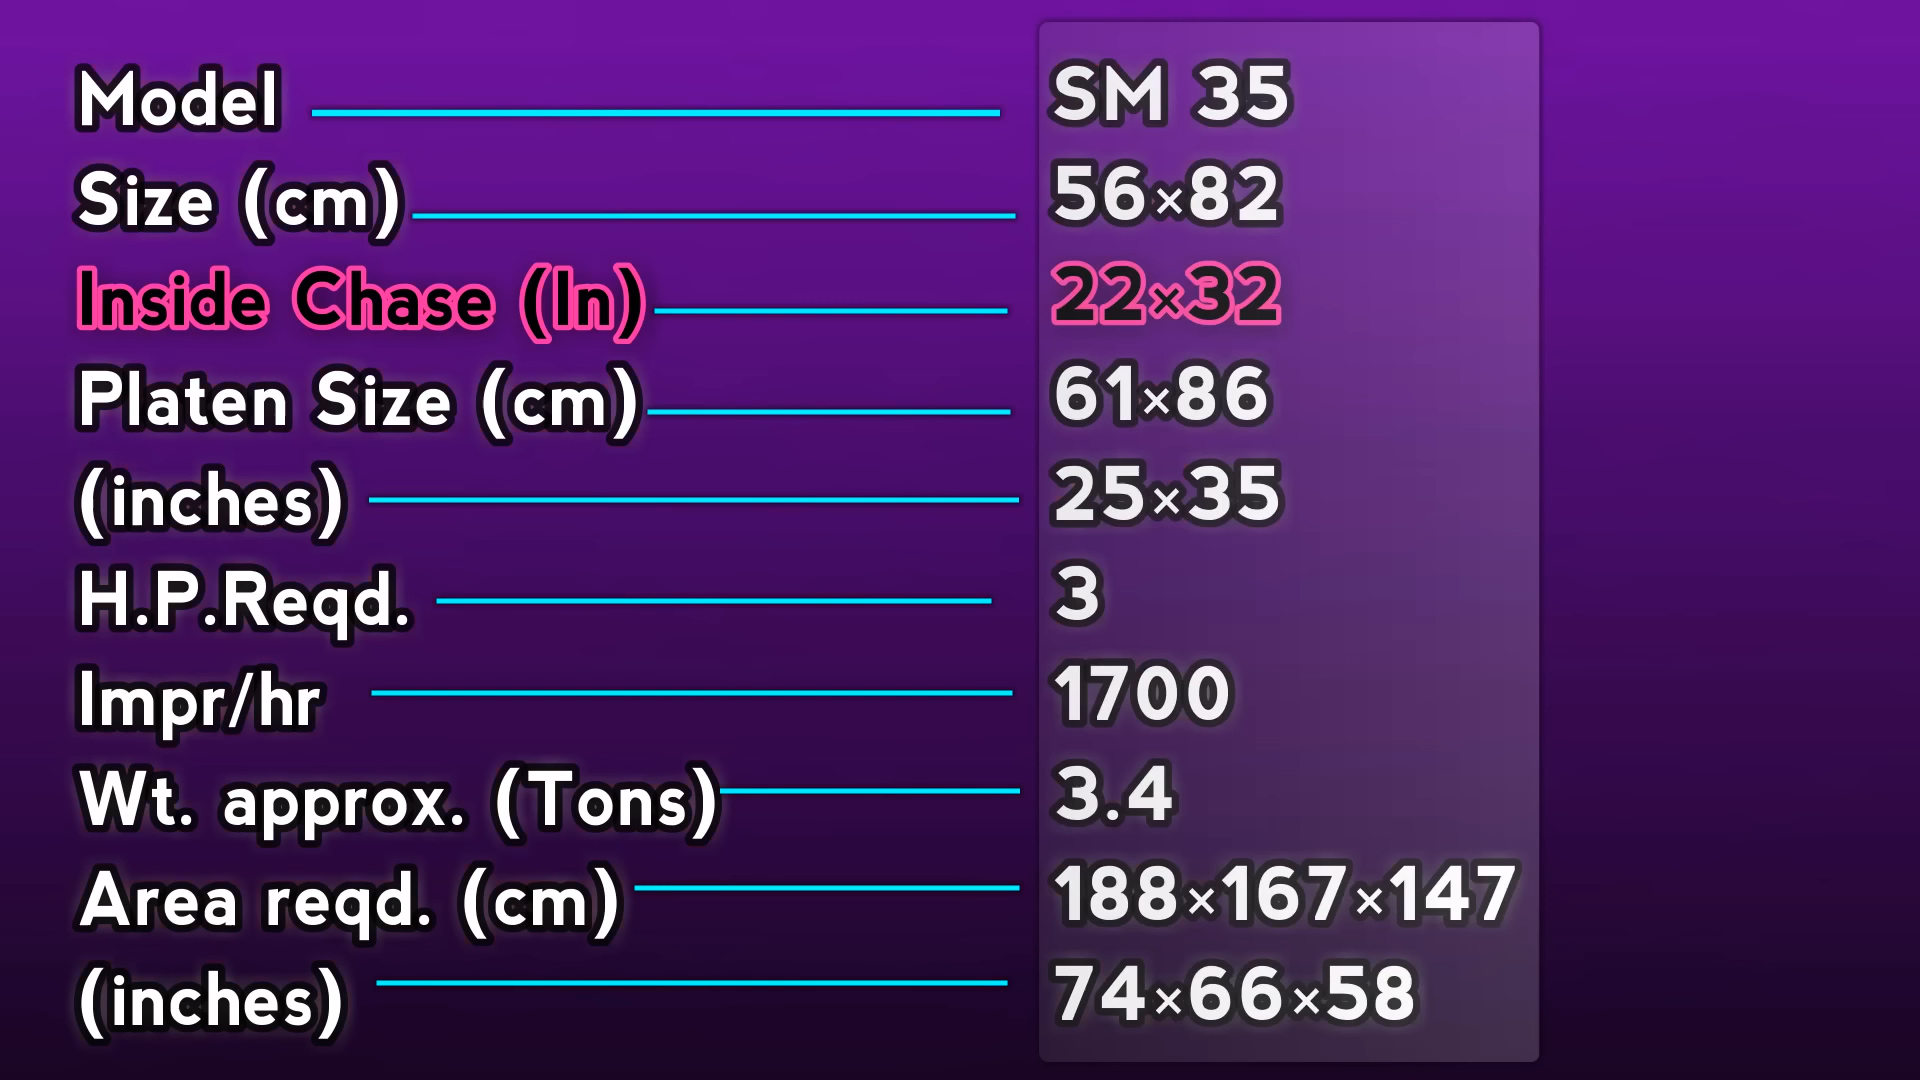 Model SM 35
Size (cm) 56×82
Inside Chase (In) 22×32
Platen Size (cm) 61×86
(inches) 25×35
H.P.Reqd. 3
Impr/hr 1700
Wt. approx. (Tons) 3.4
Area reqd. (cm) 188×167×147
(inches) 74×66×58